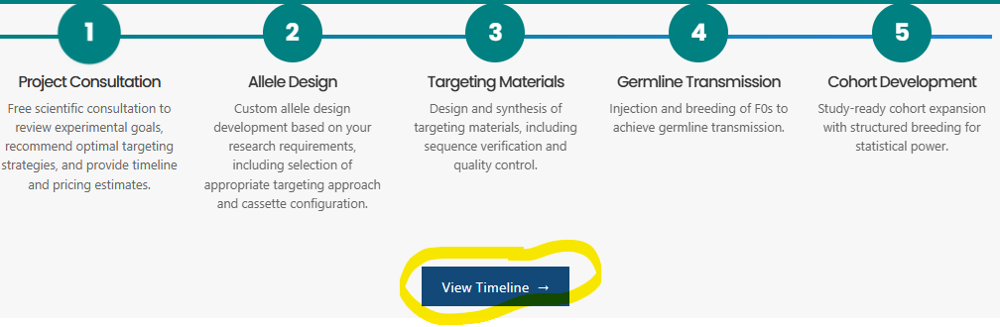 1
2
3
4
5
Project Consultation
Free scientific consultation to
review experimental goals,
recommend optimal targeting
strategies, and provide timeline
and pricing estimates.
Allele Design
Custom allele design
development based on your
research requirements,
including selection of
appropriate targeting approach
and cassette configuration.
Targeting Materials
Design and synthesis of
targeting materials, including
sequence verification and
quality control.
Germline Transmission
Injection and breeding of F0s to
achieve germline transmission.
Cohort Development
Study-ready cohort expansion
with structured breeding for
statistical power.
View Timeline →